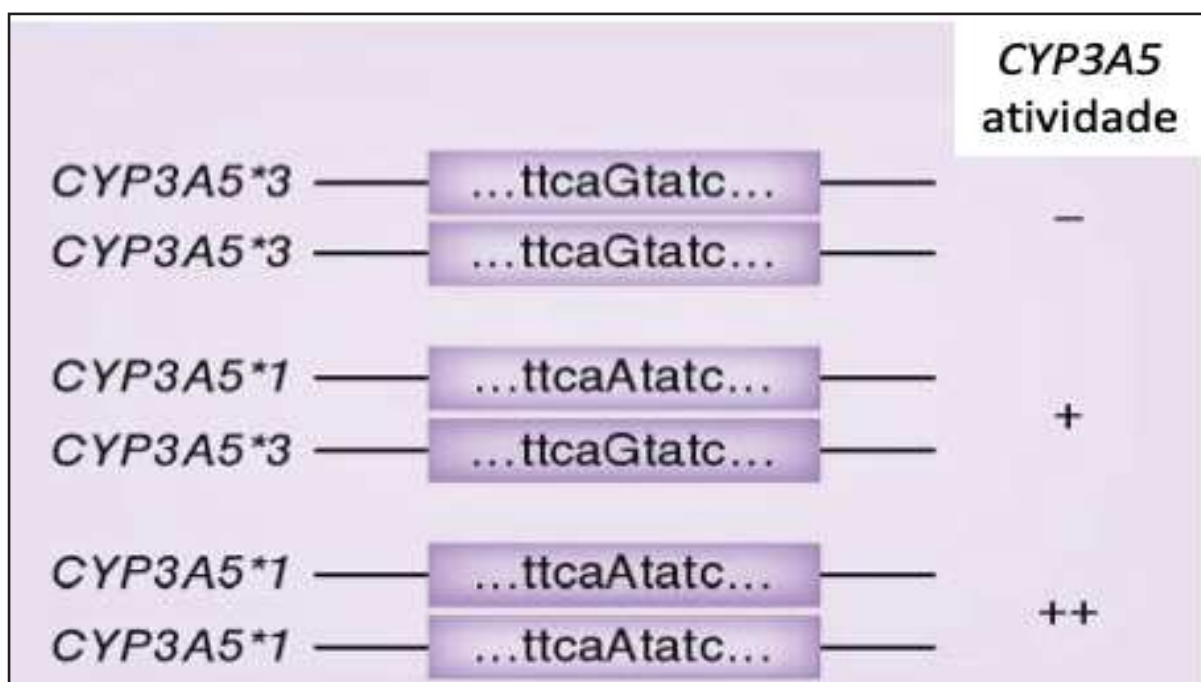 CYP3A5
atividade
CYP3A5*3 ...ttcaGtatc...
–
CYP3A5*3 ...ttcaGtatc...
CYP3A5*1 ...ttcaAtatc...
+
CYP3A5*3 ...ttcaGtatc...
CYP3A5*1 ...ttcaAtatc...
++
CYP3A5*1 ...ttcaAtatc...